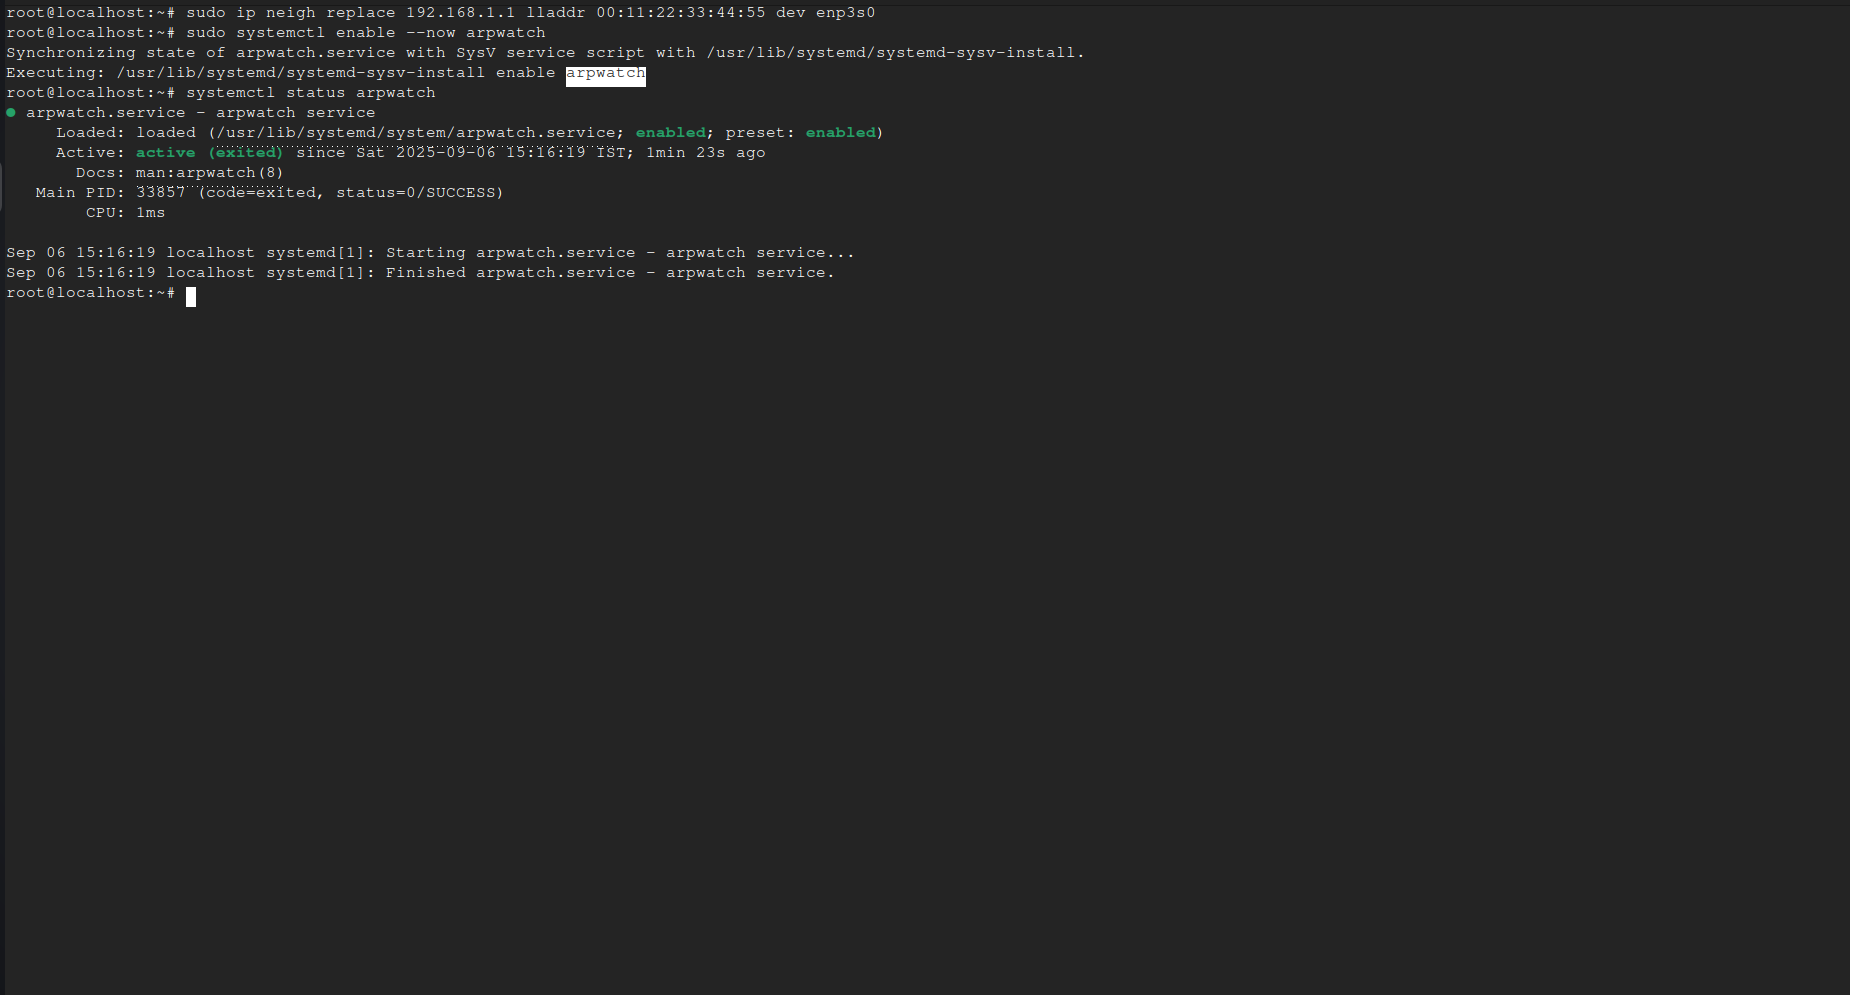 root@localhost:~# sudo ip neigh replace 192.168.1.1 lladdr 00:11:22:33:44:55 dev enp3s0
root@localhost:~# sudo systemctl enable --now arpwatch
Synchronizing state of arpwatch.service with SysV service script with /usr/lib/systemd/systemd-sysv-install.
Executing: /usr/lib/systemd/systemd-sysv-install enable arpwatch
root@localhost:~# systemctl status arpwatch
● arpwatch.service - arpwatch service
     Loaded: loaded (/usr/lib/systemd/system/arpwatch.service; enabled; preset: enabled)
     Active: active (exited) since Sat 2025-09-06 15:16:19 IST; 1min 23s ago
       Docs: man:arpwatch(8)
   Main PID: 33857 (code=exited, status=0/SUCCESS)
        CPU: 1ms

Sep 06 15:16:19 localhost systemd[1]: Starting arpwatch.service - arpwatch service...
Sep 06 15:16:19 localhost systemd[1]: Finished arpwatch.service - arpwatch service.
root@localhost:~#